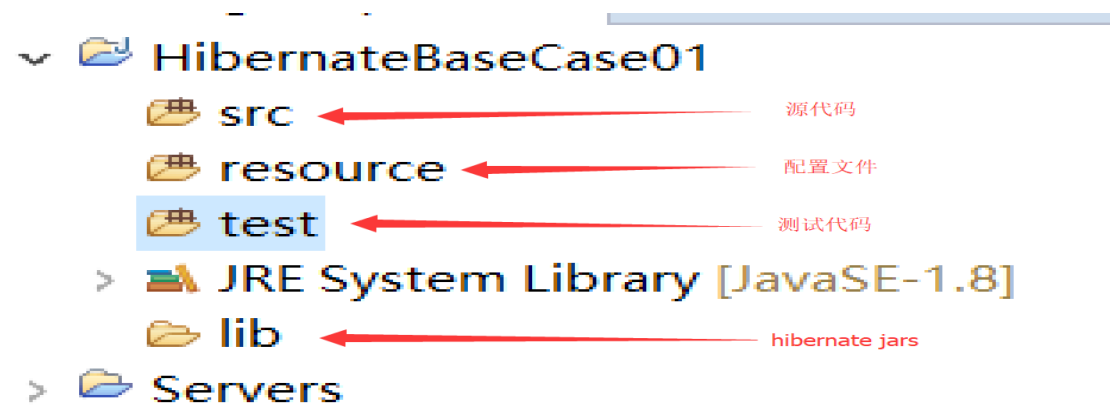 HibernateBaseCase01
src 源代码
resource 配置文件
test 测试代码
JRE System Library [JavaSE-1.8]
lib hibernate jars
Servers